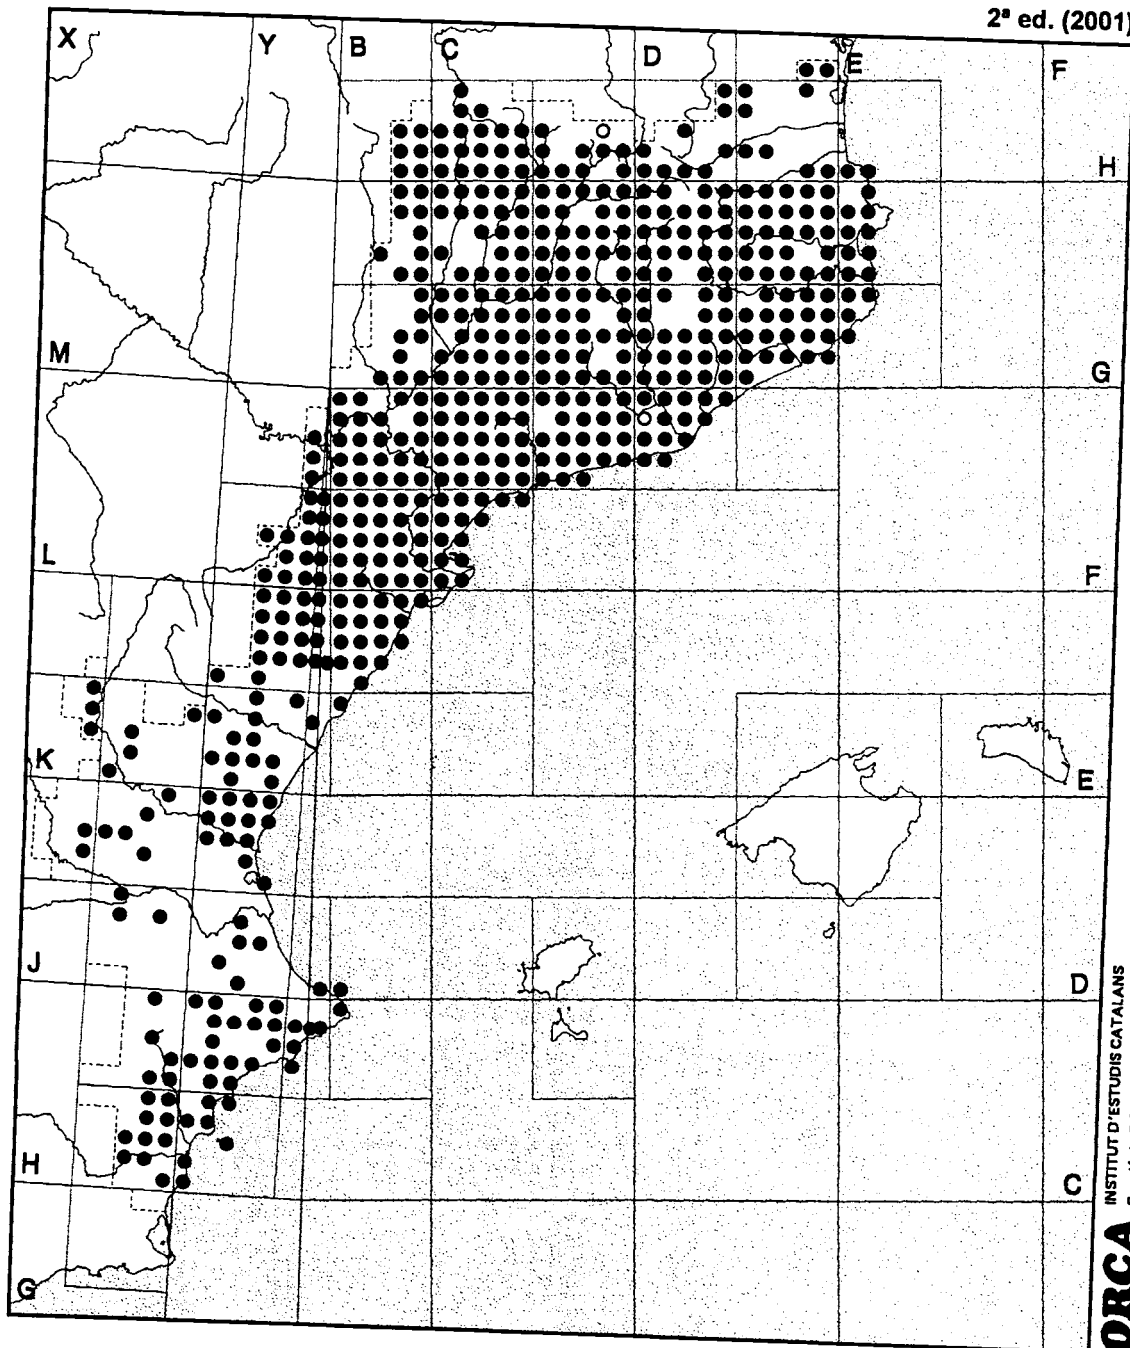 2ª ed. (2001)
X Y B C D E F
H
M G
L F
K E
J D
H C
G
ORCA
INSTITUT D'ESTUDIS CATALANS